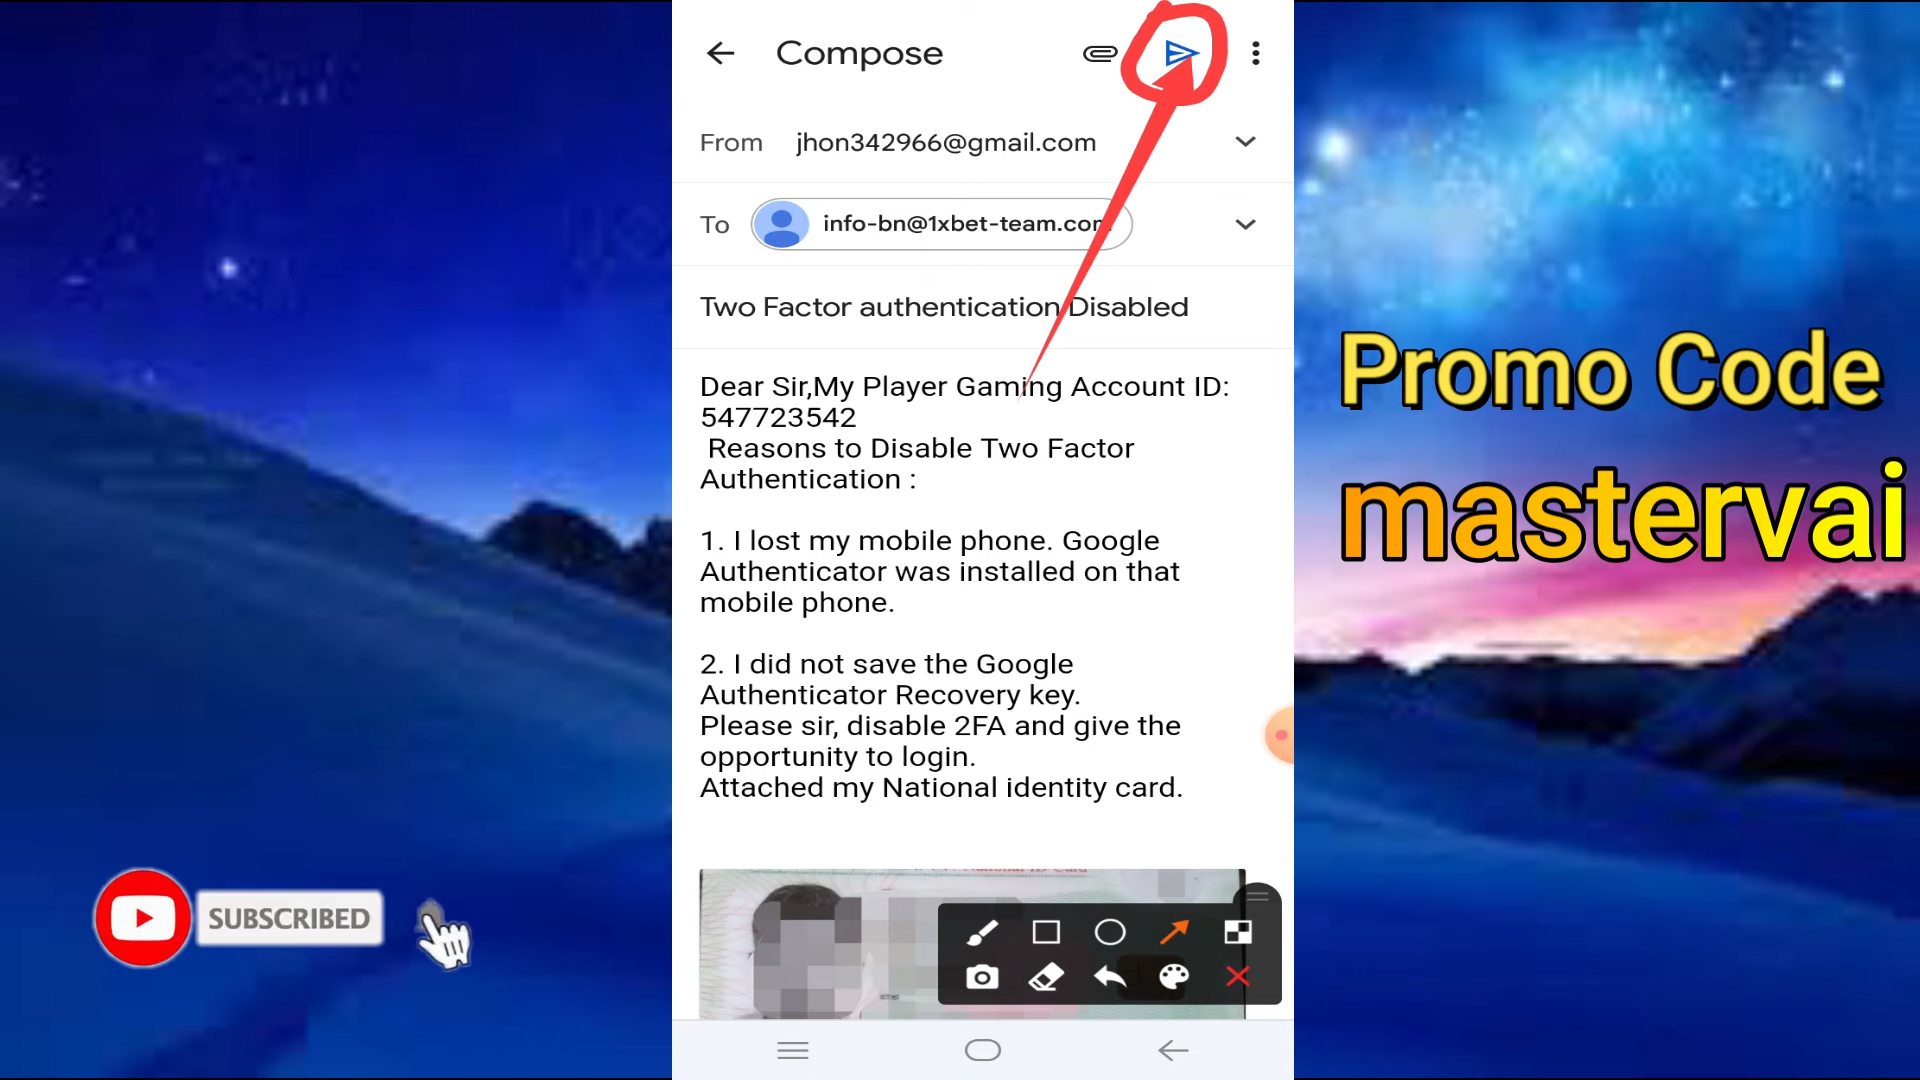 Compose
From jhon342966@gmail.com
To info-bn@1xbet-team.com
Two Factor authentication Disabled
Dear Sir,My Player Gaming Account ID:
547723542
Reasons to Disable Two Factor
Authentication :
1. I lost my mobile phone. Google
Authenticator was installed on that
mobile phone.
2. I did not save the Google
Authenticator Recovery key.
Please sir, disable 2FA and give the
opportunity to login.
Attached my National identity card.
National ID Card
SUBSCRIBED
Promo Code
mastervai